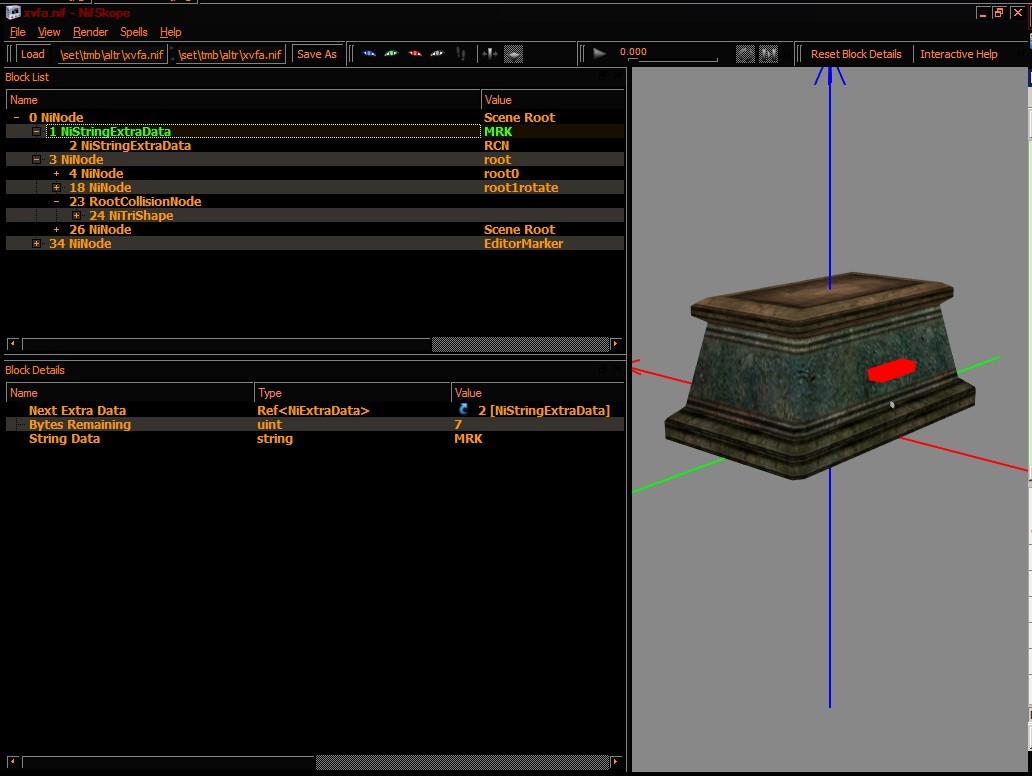 xvfa.nif - NifSkope
File View Render Spells Help
Load \set\tmb\altr\xvfa.nif \set\tmb\altr\xvfa.nif Save As 0.000 Reset Block Details Interactive Help
Block List
Name Value
0 NiNode Scene Root
1 NiStringExtraData MRK
2 NiStringExtraData RCN
3 NiNode root
4 NiNode root0
18 NiNode root1rotate
23 RootCollisionNode
24 NiTriShape
26 NiNode Scene Root
34 NiNode EditorMarker
Block Details
Name Type Value
Next Extra Data Ref<NiExtraData> 2 [NiStringExtraData]
Bytes Remaining uint 7
String Data string MRK